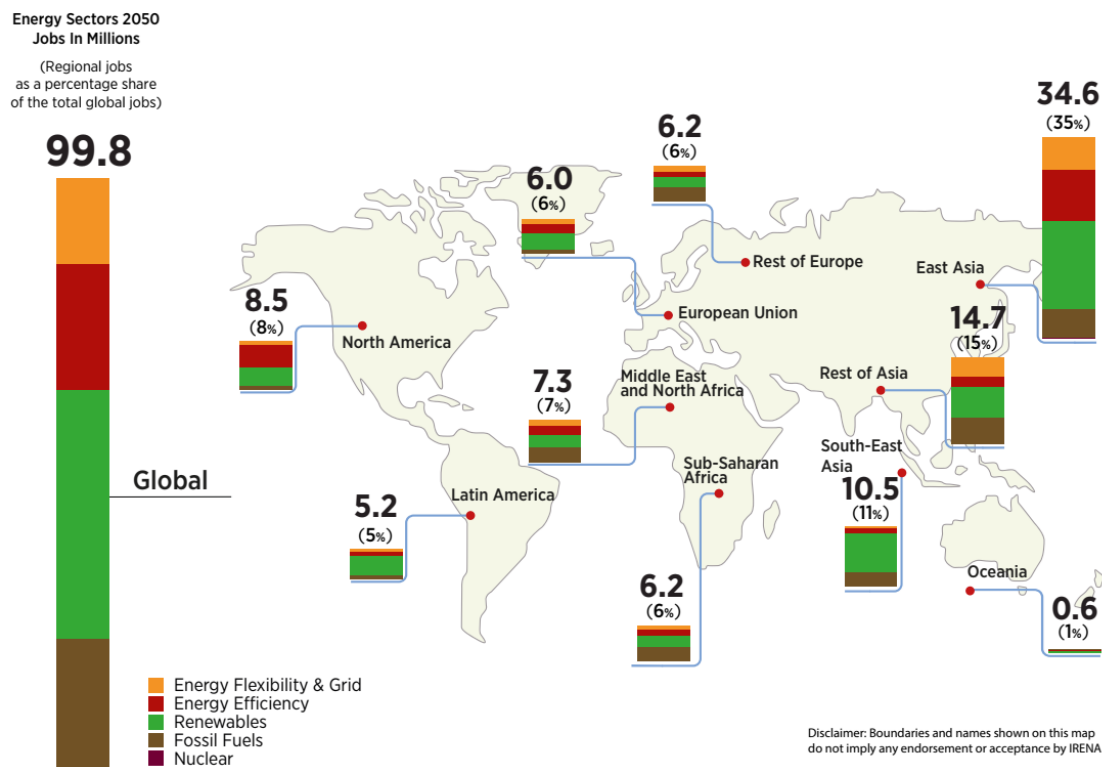 Energy Sectors 2050
Jobs In Millions
(Regional jobs
as a percentage share
of the total global jobs)
99.8
Global
8.5
(8%)
North America
5.2
(5%)
Latin America
6.0
(6%)
European Union
6.2
(6%)
Rest of Europe
7.3
(7%)
Middle East
and North Africa
6.2
(6%)
Sub-Saharan
Africa
34.6
(35%)
East Asia
14.7
(15%)
Rest of Asia
South-East
Asia
10.5
(11%)
Oceania
0.6
(1%)
Energy Flexibility & Grid
Energy Efficiency
Renewables
Fossil Fuels
Nuclear
Disclaimer: Boundaries and names shown on this map
do not imply any endorsement or acceptance by IRENA